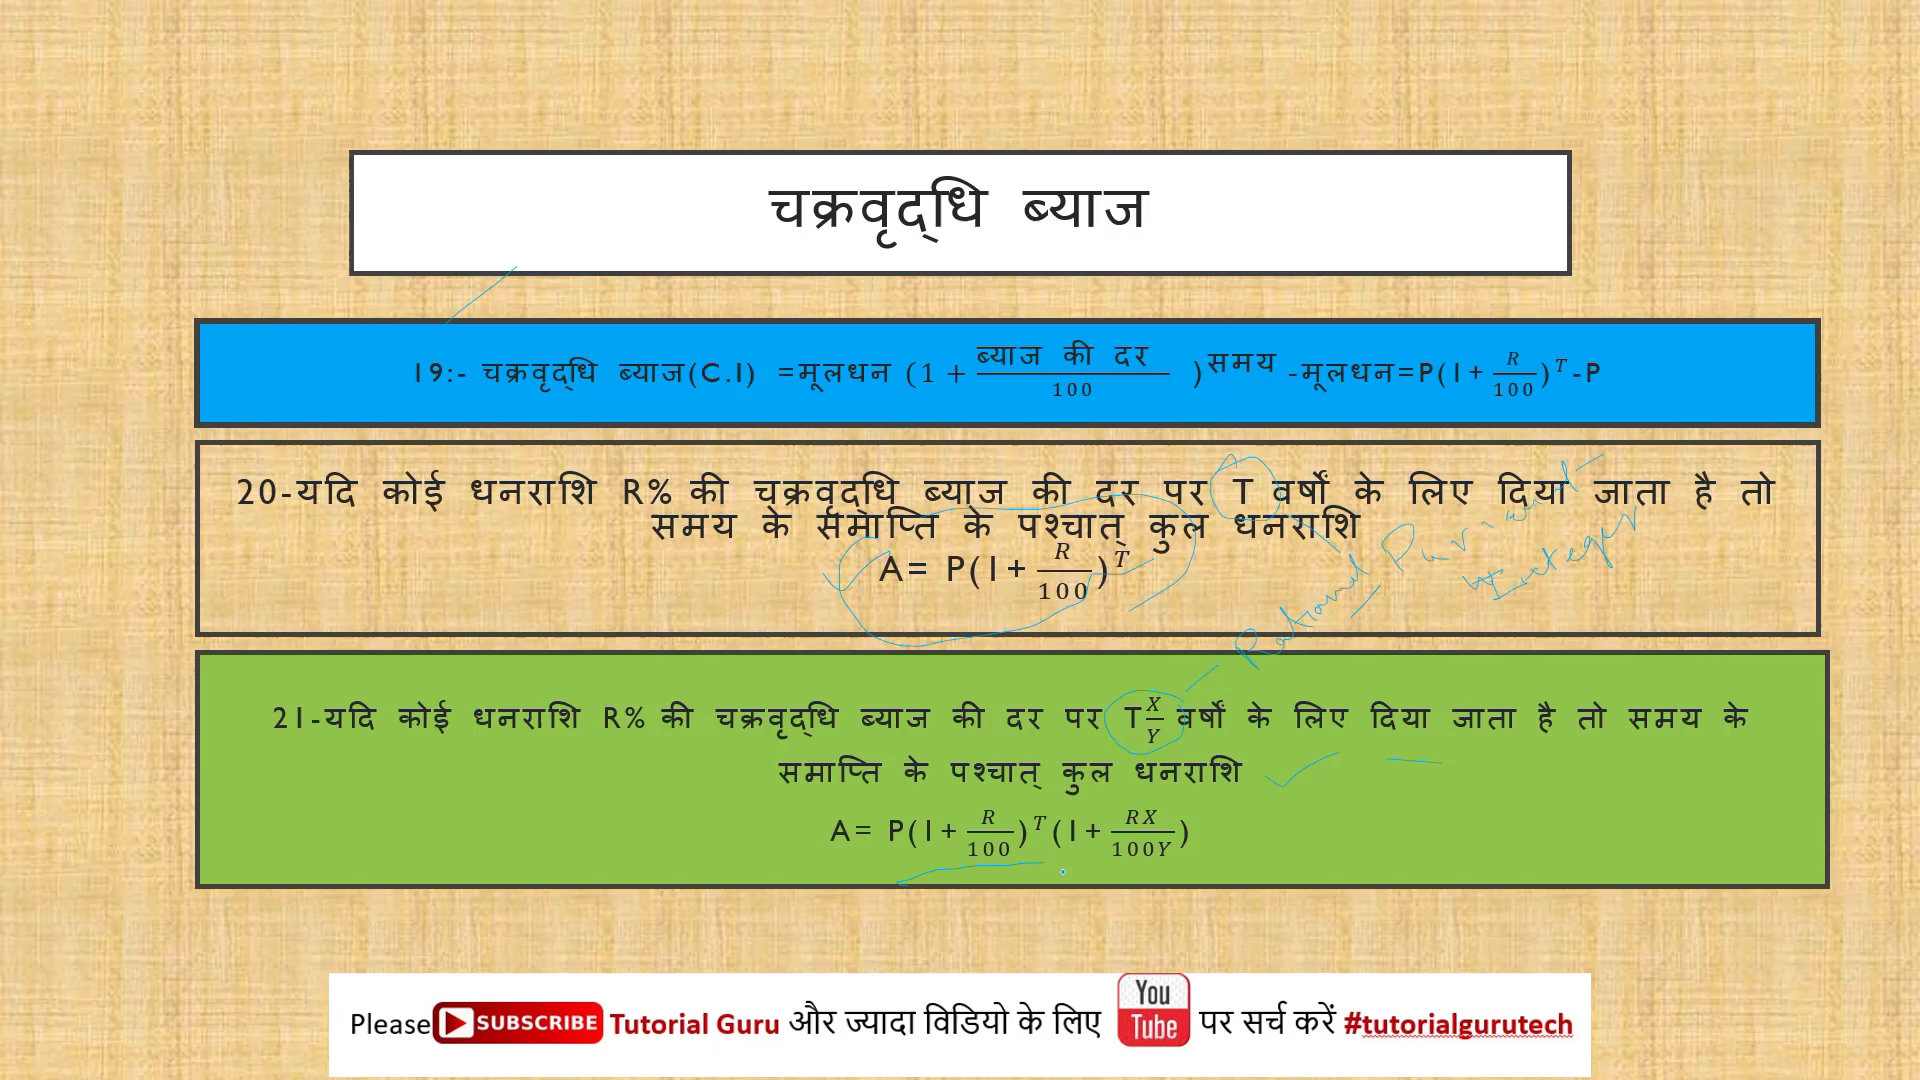 चक्रवृद्धि ब्याज
19:- चक्रवृद्धि ब्याज(C.I) =मूलधन (1+ब्याज की दर/100)^समय -मूलधन=P(1+R/100)^T-P
20-यदि कोई धनराशि R% की चक्रवृद्धि ब्याज की दर पर T वर्षों के लिए दिया जाता है तो
समय के समाप्ति के पश्चात् कुल धनराशि
A= P(1+R/100)^T
Integer
Rational
21-यदि कोई धनराशि R% की चक्रवृद्धि ब्याज की दर पर T X/Y वर्षों के लिए दिया जाता है तो समय के
समाप्ति के पश्चात् कुल धनराशि
A= P(1+R/100)^T(1+RX/100Y)
Please SUBSCRIBE Tutorial Guru और ज्यादा विडियो के लिए You Tube पर सर्च करें #tutorialgurutech